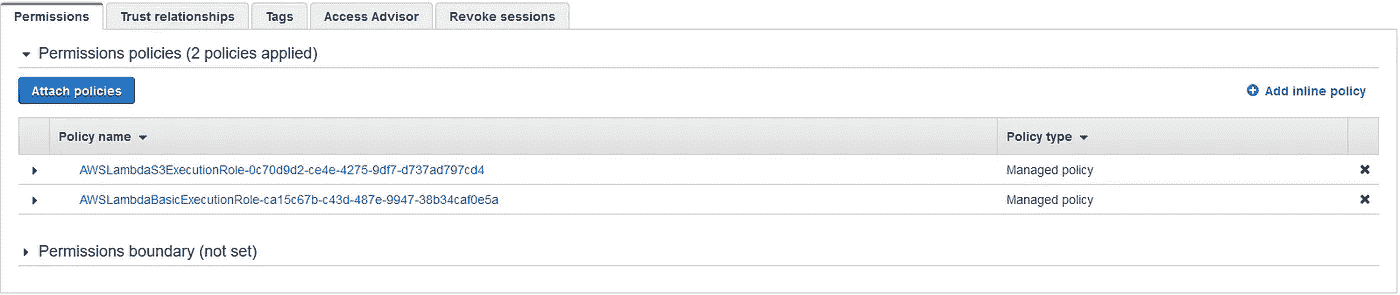 Permissions Trust relationships Tags Access Advisor Revoke sessions
Permissions policies (2 policies applied)
Attach policies Add inline policy
Policy name Policy type
AWSLambdaS3ExecutionRole-0c70d9d2-ce4e-4275-9df7-d737ad797cd4 Managed policy
AWSLambdaBasicExecutionRole-ca15c67b-c43d-487e-9947-38b34caf0e5a Managed policy
Permissions boundary (not set)